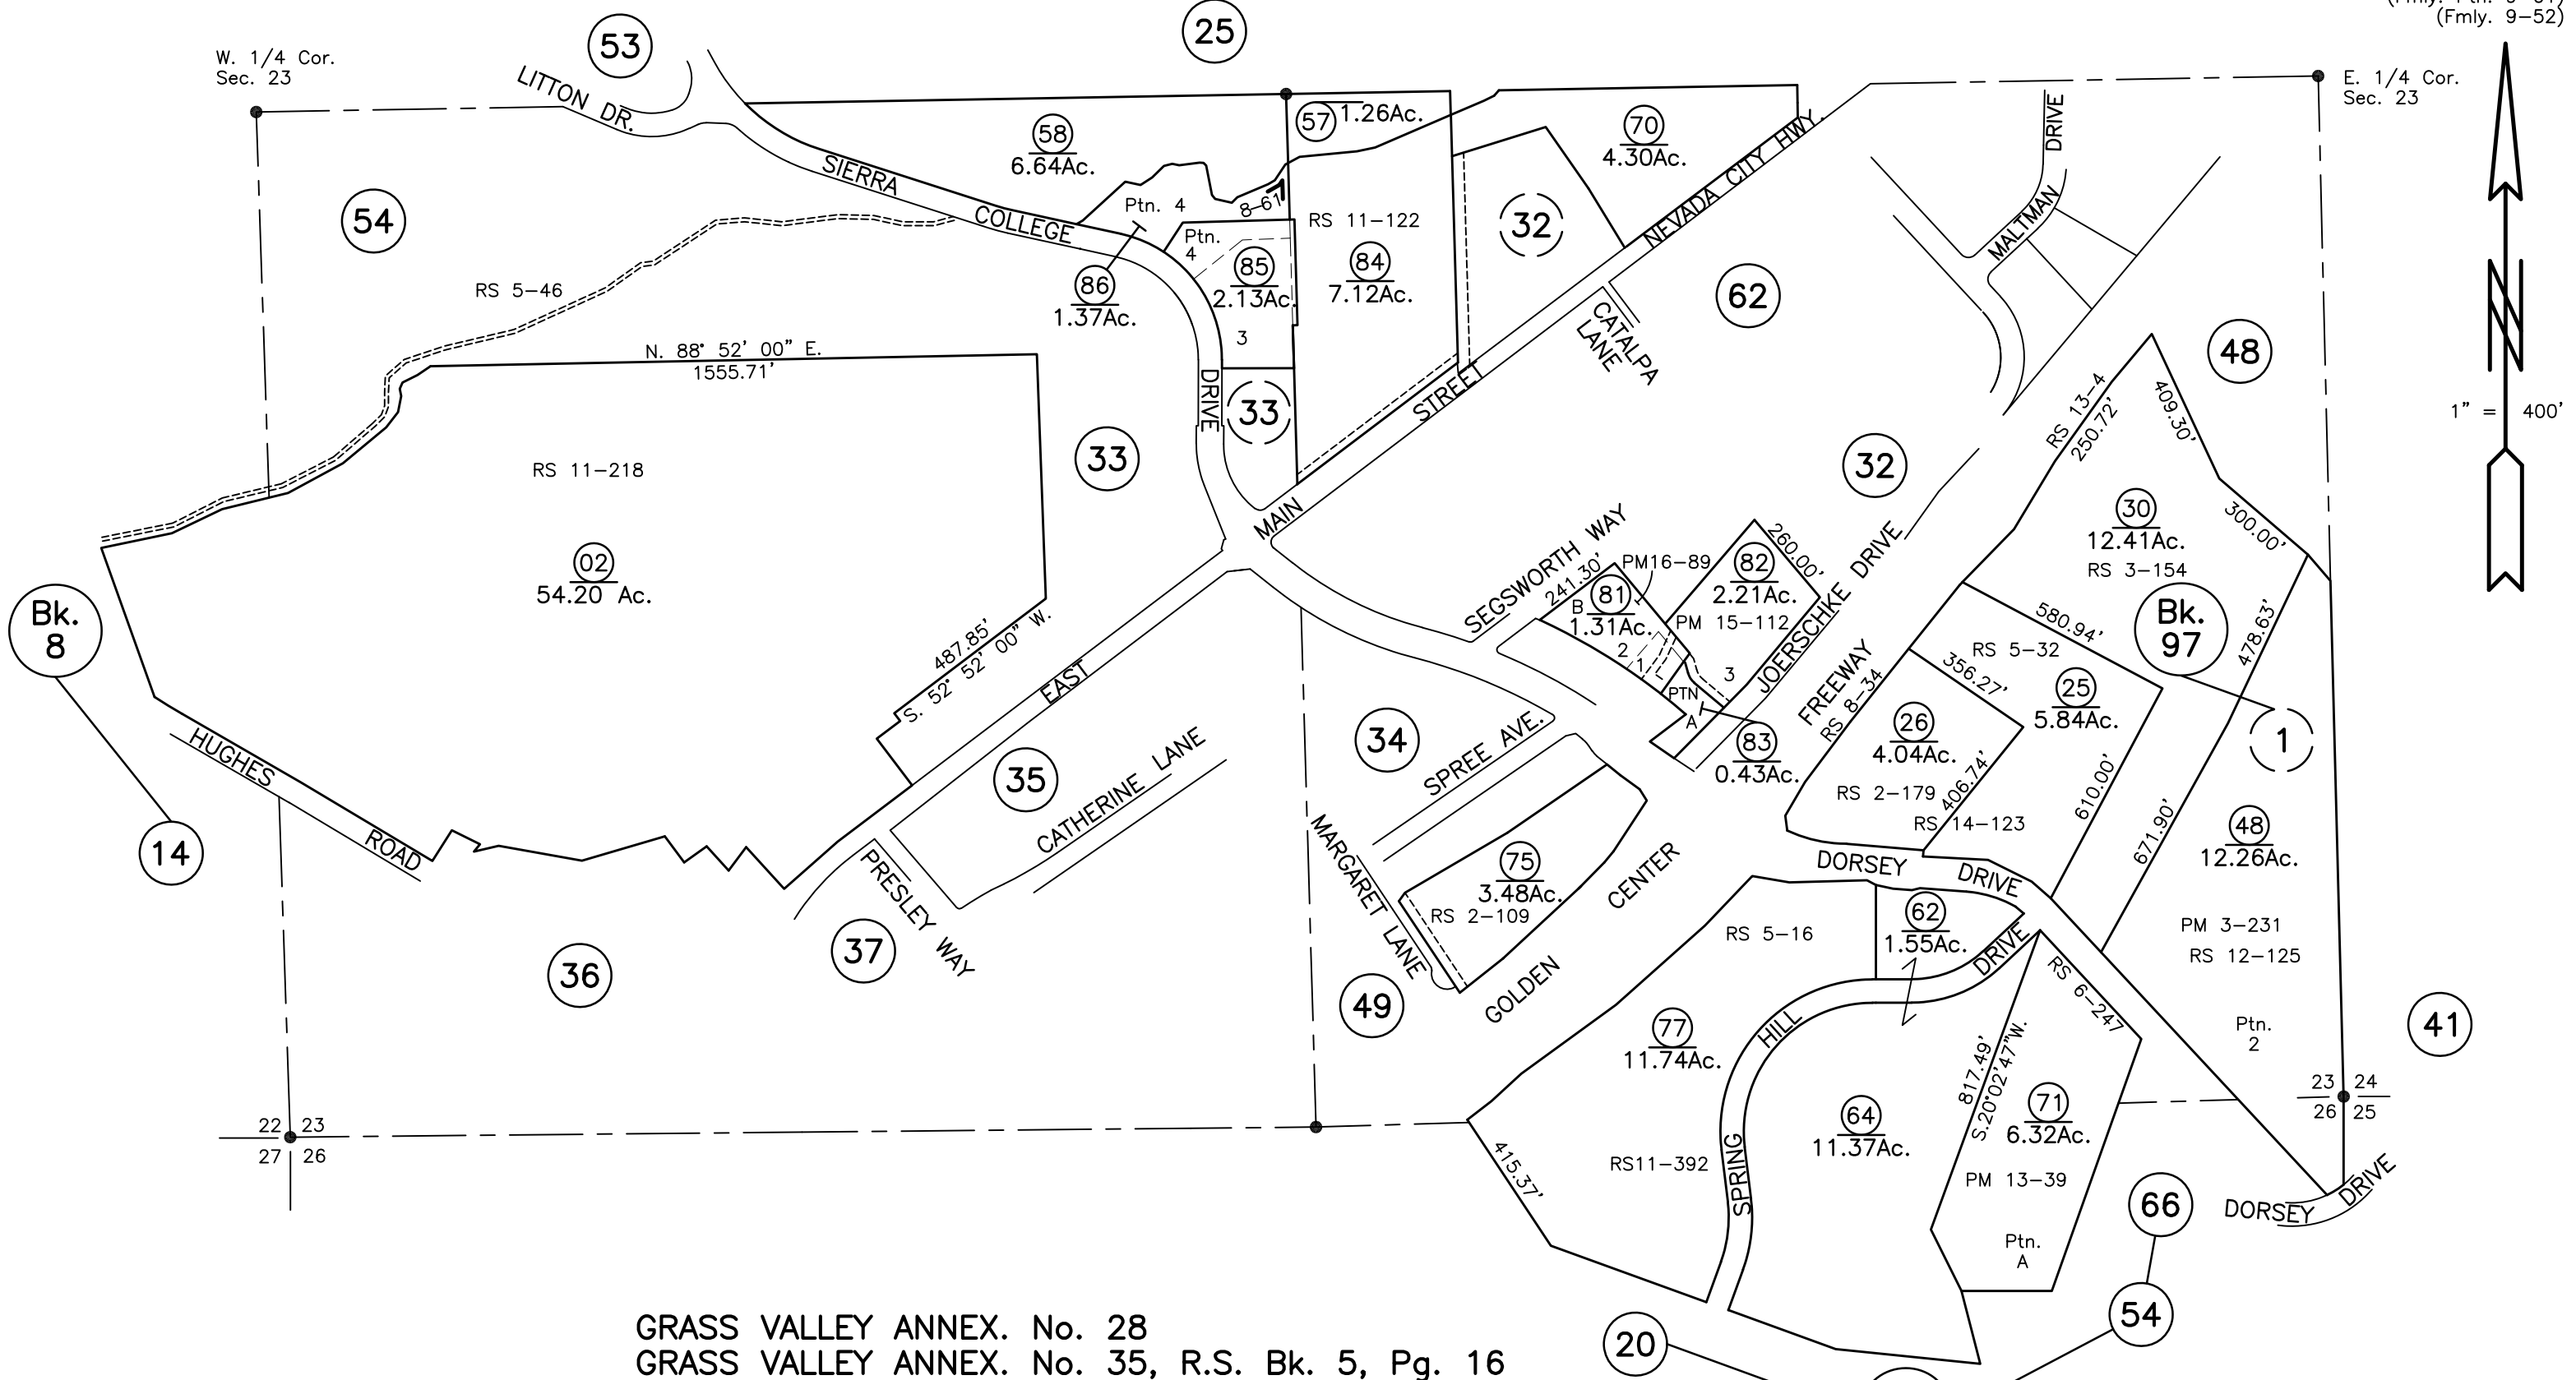 (Fmly. 9-52)
53
25
W. 1/4 Cor.
Sec. 23
E. 1/4 Cor.
Sec. 23
LITTON DR.
58
6.64Ac.
57
1.26Ac.
70
4.30Ac.
NEVADA CITY HWY.
MALTMAN
DRIVE
54
SIERRA
COLLEGE
DRIVE
Ptn. 4
8-61
RS 11-122
32
Ptn.
4
85
2.13Ac.
3
84
7.12Ac.
86
1.37Ac.
62
CATALPA
LANE
RS 5-46
48
N. 88° 52' 00" E.
1555.71'
1" = 400'
N
STREET
33
33
RS 13-4
250.72'
409.30'
RS 11-218
32
MAIN
30
12.41Ac.
RS 3-154
300.00'
02
54.20 Ac.
SEGSWORTH WAY
241.30'
PM16-89
260.00'
82
2.21Ac.
PM 15-112
3
JOERSCHKE DRIVE
B
81
1.31Ac.
2
1
PTN
A
83
0.43Ac.
Bk.
8
Bk.
97
580.94'
478.63'
RS 5-32
487.85'
S. 52° 52' 00" W.
EAST
FREEWAY
RS 8-34
356.27'
25
5.84Ac.
26
4.04Ac.
1
RS 2-179
406.74'
610.00'
RS 14-123
671.90'
34
SPREE AVE.
35
CATHERINE LANE
HUGHES
ROAD
14
48
12.26Ac.
DORSEY
DRIVE
MARGARET LANE
75
3.48Ac.
RS 2-109
GOLDEN
CENTER
PRESLEY WAY
37
36
49
RS 5-16
62
1.55Ac.
DRIVE
PM 3-231
RS 12-125
RS 6-247
HILL
77
11.74Ac.
Ptn.
2
41
817.49'
S.20°02'47"W.
64
11.37Ac.
71
6.32Ac.
22 23
27 26
23 24
26 25
415.37'
RS11-392
SPRING
PM 13-39
66
DORSEY
DRIVE
Ptn.
A
54
20
GRASS VALLEY ANNEX. No. 28
GRASS VALLEY ANNEX. No. 35, R.S. Bk. 5, Pg. 16